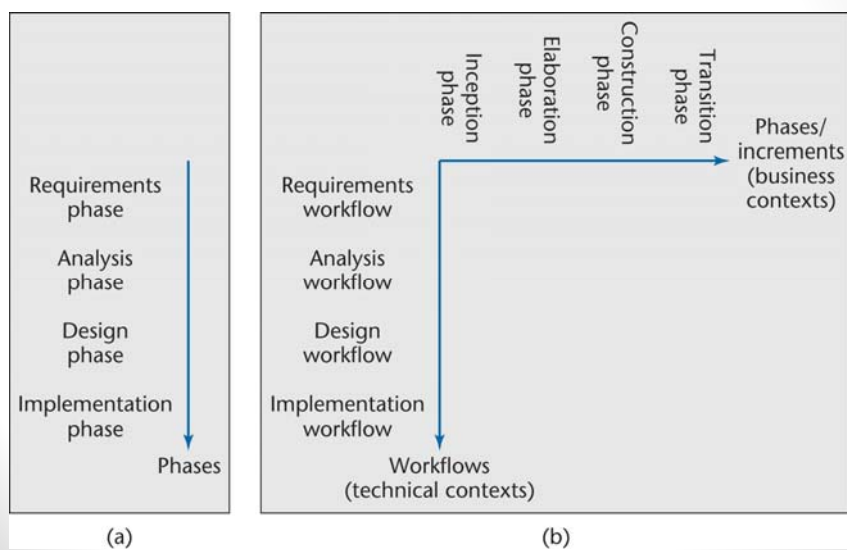 Requirements
phase
Analysis
phase
Design
phase
Implementation
phase
Phases
(a)
Inception
phase
Elaboration
phase
Construction
phase
Transition
phase
Phases/
increments
(business
contexts)
Requirements
workflow
Analysis
workflow
Design
workflow
Implementation
workflow
Workflows
(technical contexts)
(b)